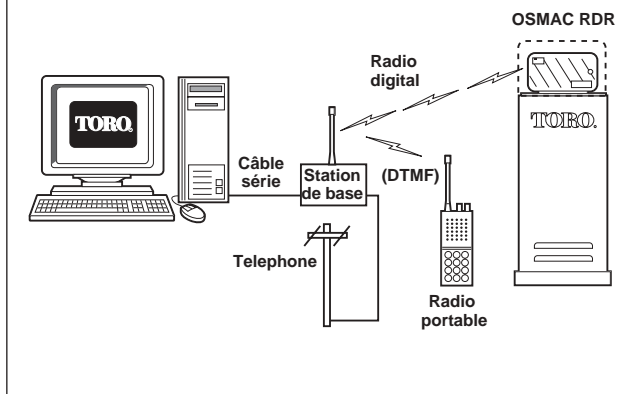 OSMAC RDR
Radio
digital
TORO.
TORO.
Câble
série
Station
de base
(DTMF)
Telephone
Radio
portable